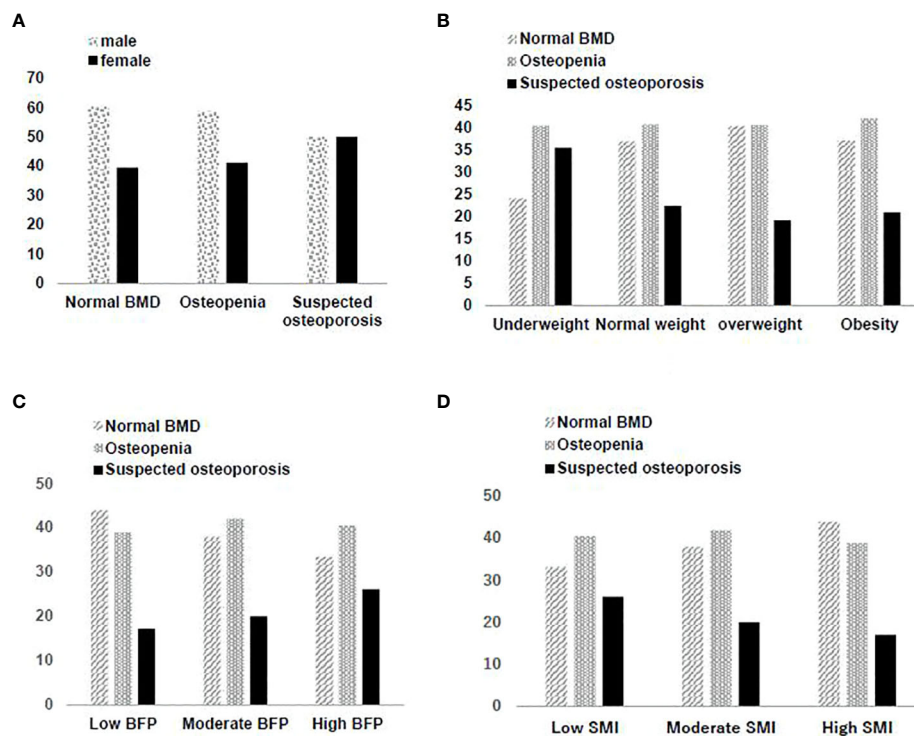 A
male
female
70
60
50
40
30
20
10
0
Normal BMD Osteopenia Suspected
osteoporosis
B
Normal BMD
Osteopenia
Suspected osteoporosis
45
40
35
30
25
20
15
10
5
0
Underweight Normal weight overweight Obesity
C
Normal BMD
Osteopenia
Suspected osteoporosis
50
40
30
20
10
0
Low BFP Moderate BFP High BFP
D
Normal BMD
Osteopenia
Suspected osteoporosis
50
40
30
20
10
0
Low SMI Moderate SMI High SMI